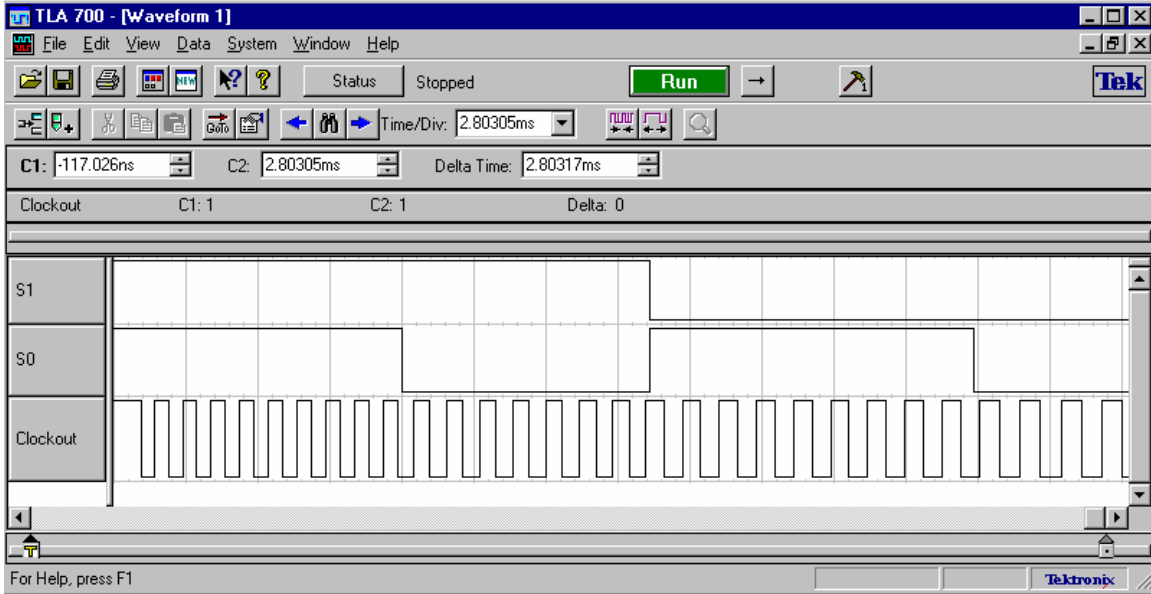 TLA 700 - [Waveform 1]
File Edit View Data System Window Help
NEW Status Stopped Run Tek
GoTo Time/Div: 2.80305ms
C1: -117.026ns C2: 2.80305ms Delta Time: 2.80317ms
Clockout C1: 1 C2: 1 Delta: 0
S1
S0
Clockout
T
For Help, press F1 Tektronix